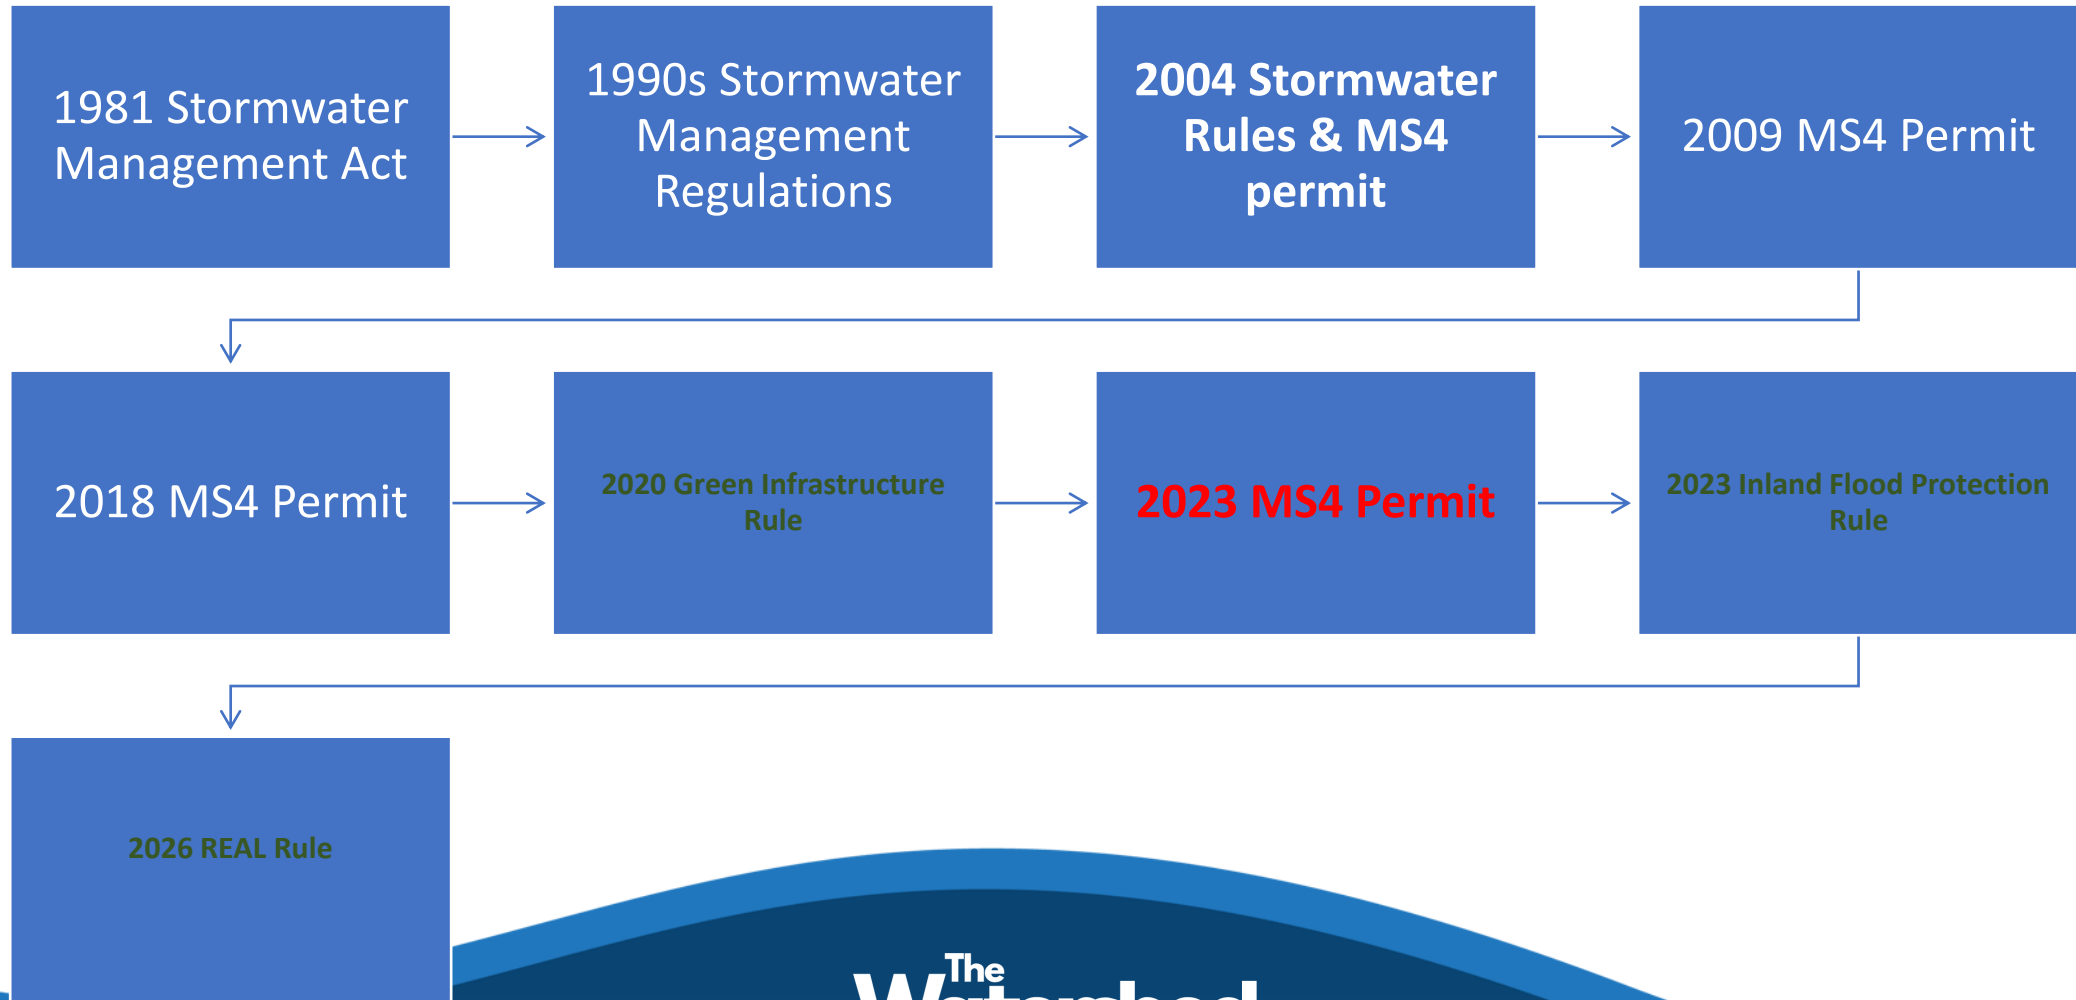 1981 Stormwater
Management Act
1990s Stormwater
Management
Regulations
2004 Stormwater
Rules & MS4
permit
2009 MS4 Permit
2018 MS4 Permit
2020 Green Infrastructure
Rule
2023 MS4 Permit
2023 Inland Flood Protection
Rule
2026 REAL Rule
The
Watershed